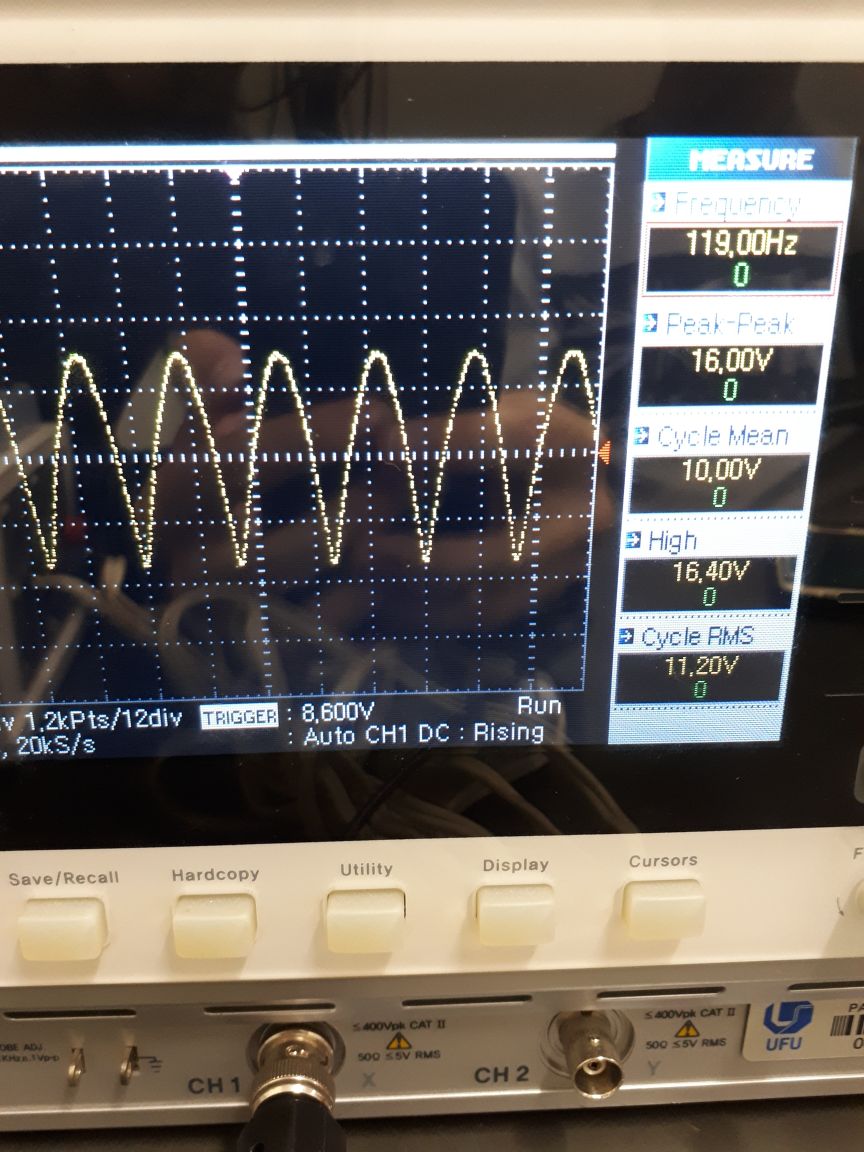 MEASURE
Frequency
119,00Hz
0
Peak-Peak
16,00V
0
Cycle Mean
10,00V
0
High
16,40V
0
Cycle RMS
11,20V
0
1,2kPts/12div TRIGGER : 8,600V Run
, 20kS/s : Auto CH1 DC : Rising
Save/Recall Hardcopy Utility Display Cursors F
≤400Vpk CAT II
50Ω ≤5V RMS
CH 1
X
≤400Vpk CAT II
50Ω ≤5V RMS
CH 2
Y
OBE ADJ
UFU
PA